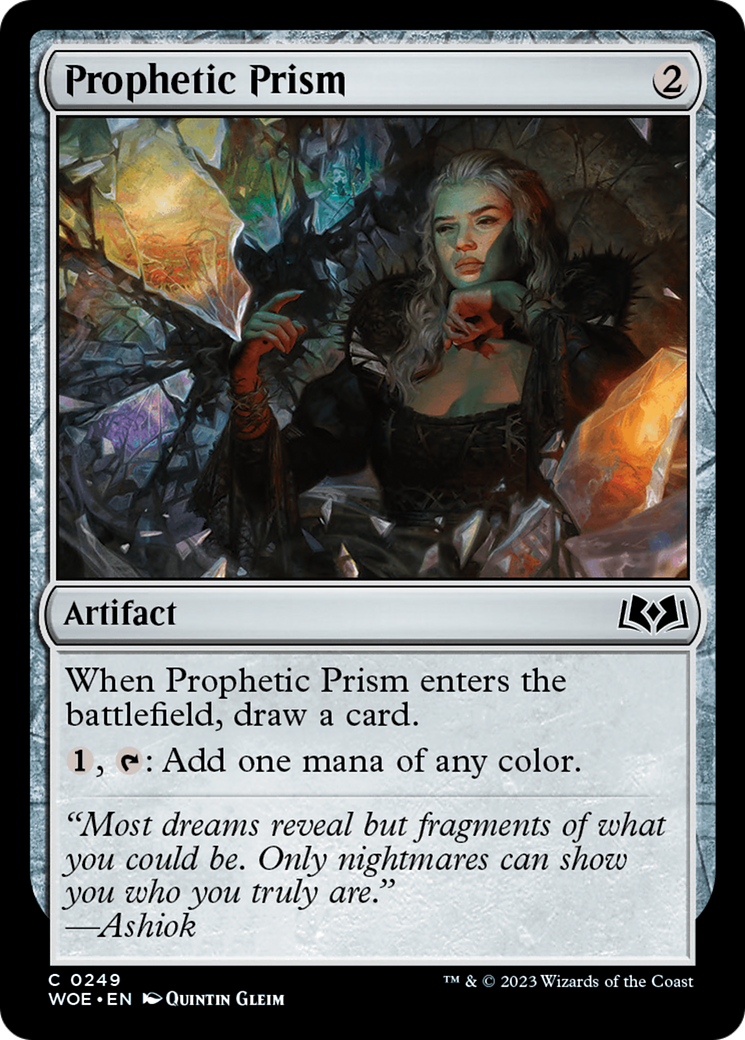 Prophetic Prism 2
Artifact
When Prophetic Prism enters the
battlefield, draw a card.
1, : Add one mana of any color.
“Most dreams reveal but fragments of what
you could be. Only nightmares can show
you who you truly are.”
—Ashiok
C 0249
WOE • EN Quintin Gleim
™ & © 2023 Wizards of the Coast